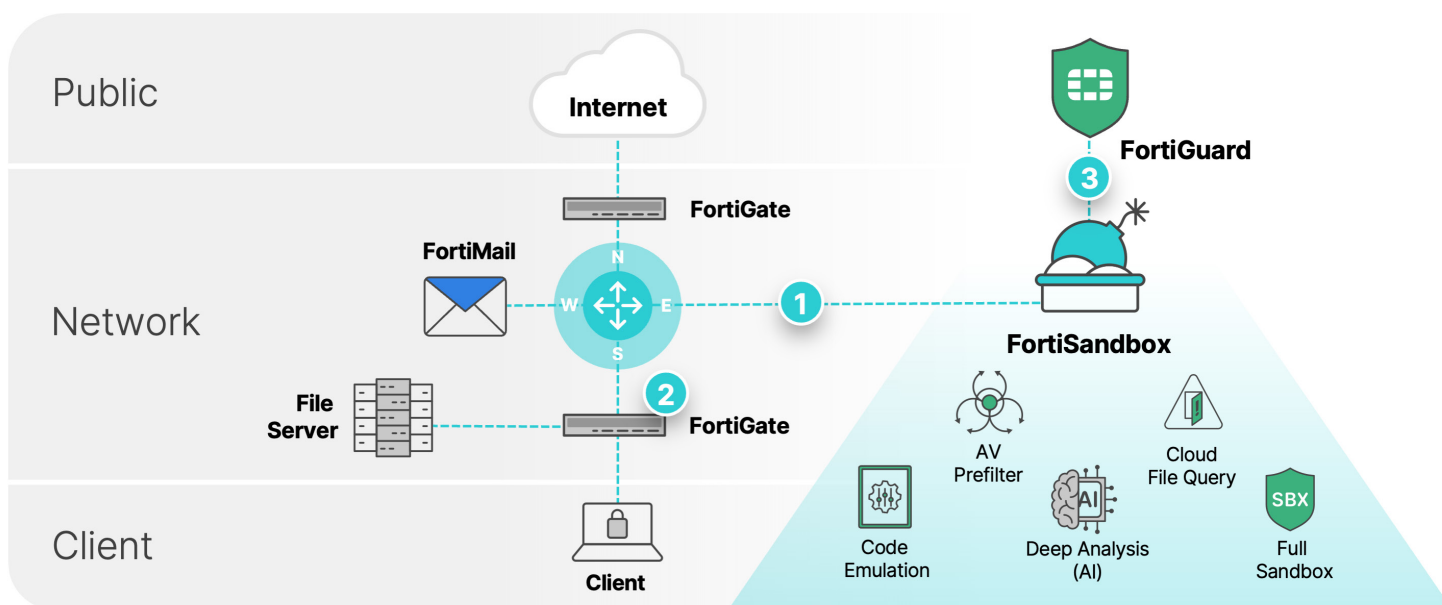 Public
Internet
FortiGuard
3
Network
FortiGate
FortiMail
N
W
E
S
1
FortiSandbox
2
File
Server
FortiGate
AV
Prefilter
Cloud
File Query
Code
Emulation
AI
Deep Analysis
(AI)
SBX
Full
Sandbox
Client
Client